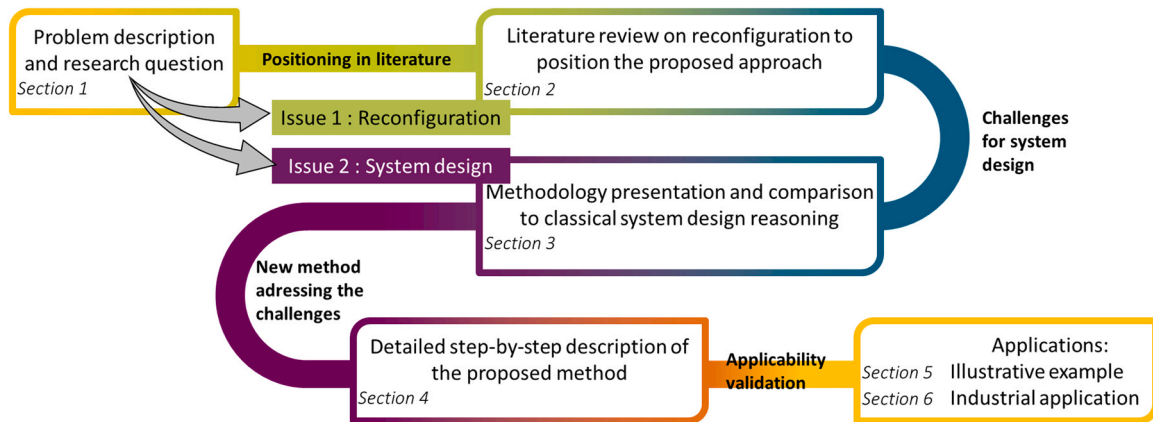 Problem description
and research question
Section 1
Positioning in literature
Literature review on reconfiguration to
position the proposed approach
Section 2
Issue 1 : Reconfiguration
Issue 2 : System design
Challenges
for system
design
Methodology presentation and comparison
to classical system design reasoning
Section 3
New method
adressing the
challenges
Detailed step-by-step description of
the proposed method
Section 4
Applicability
validation
Applications:
Section 5 Illustrative example
Section 6 Industrial application